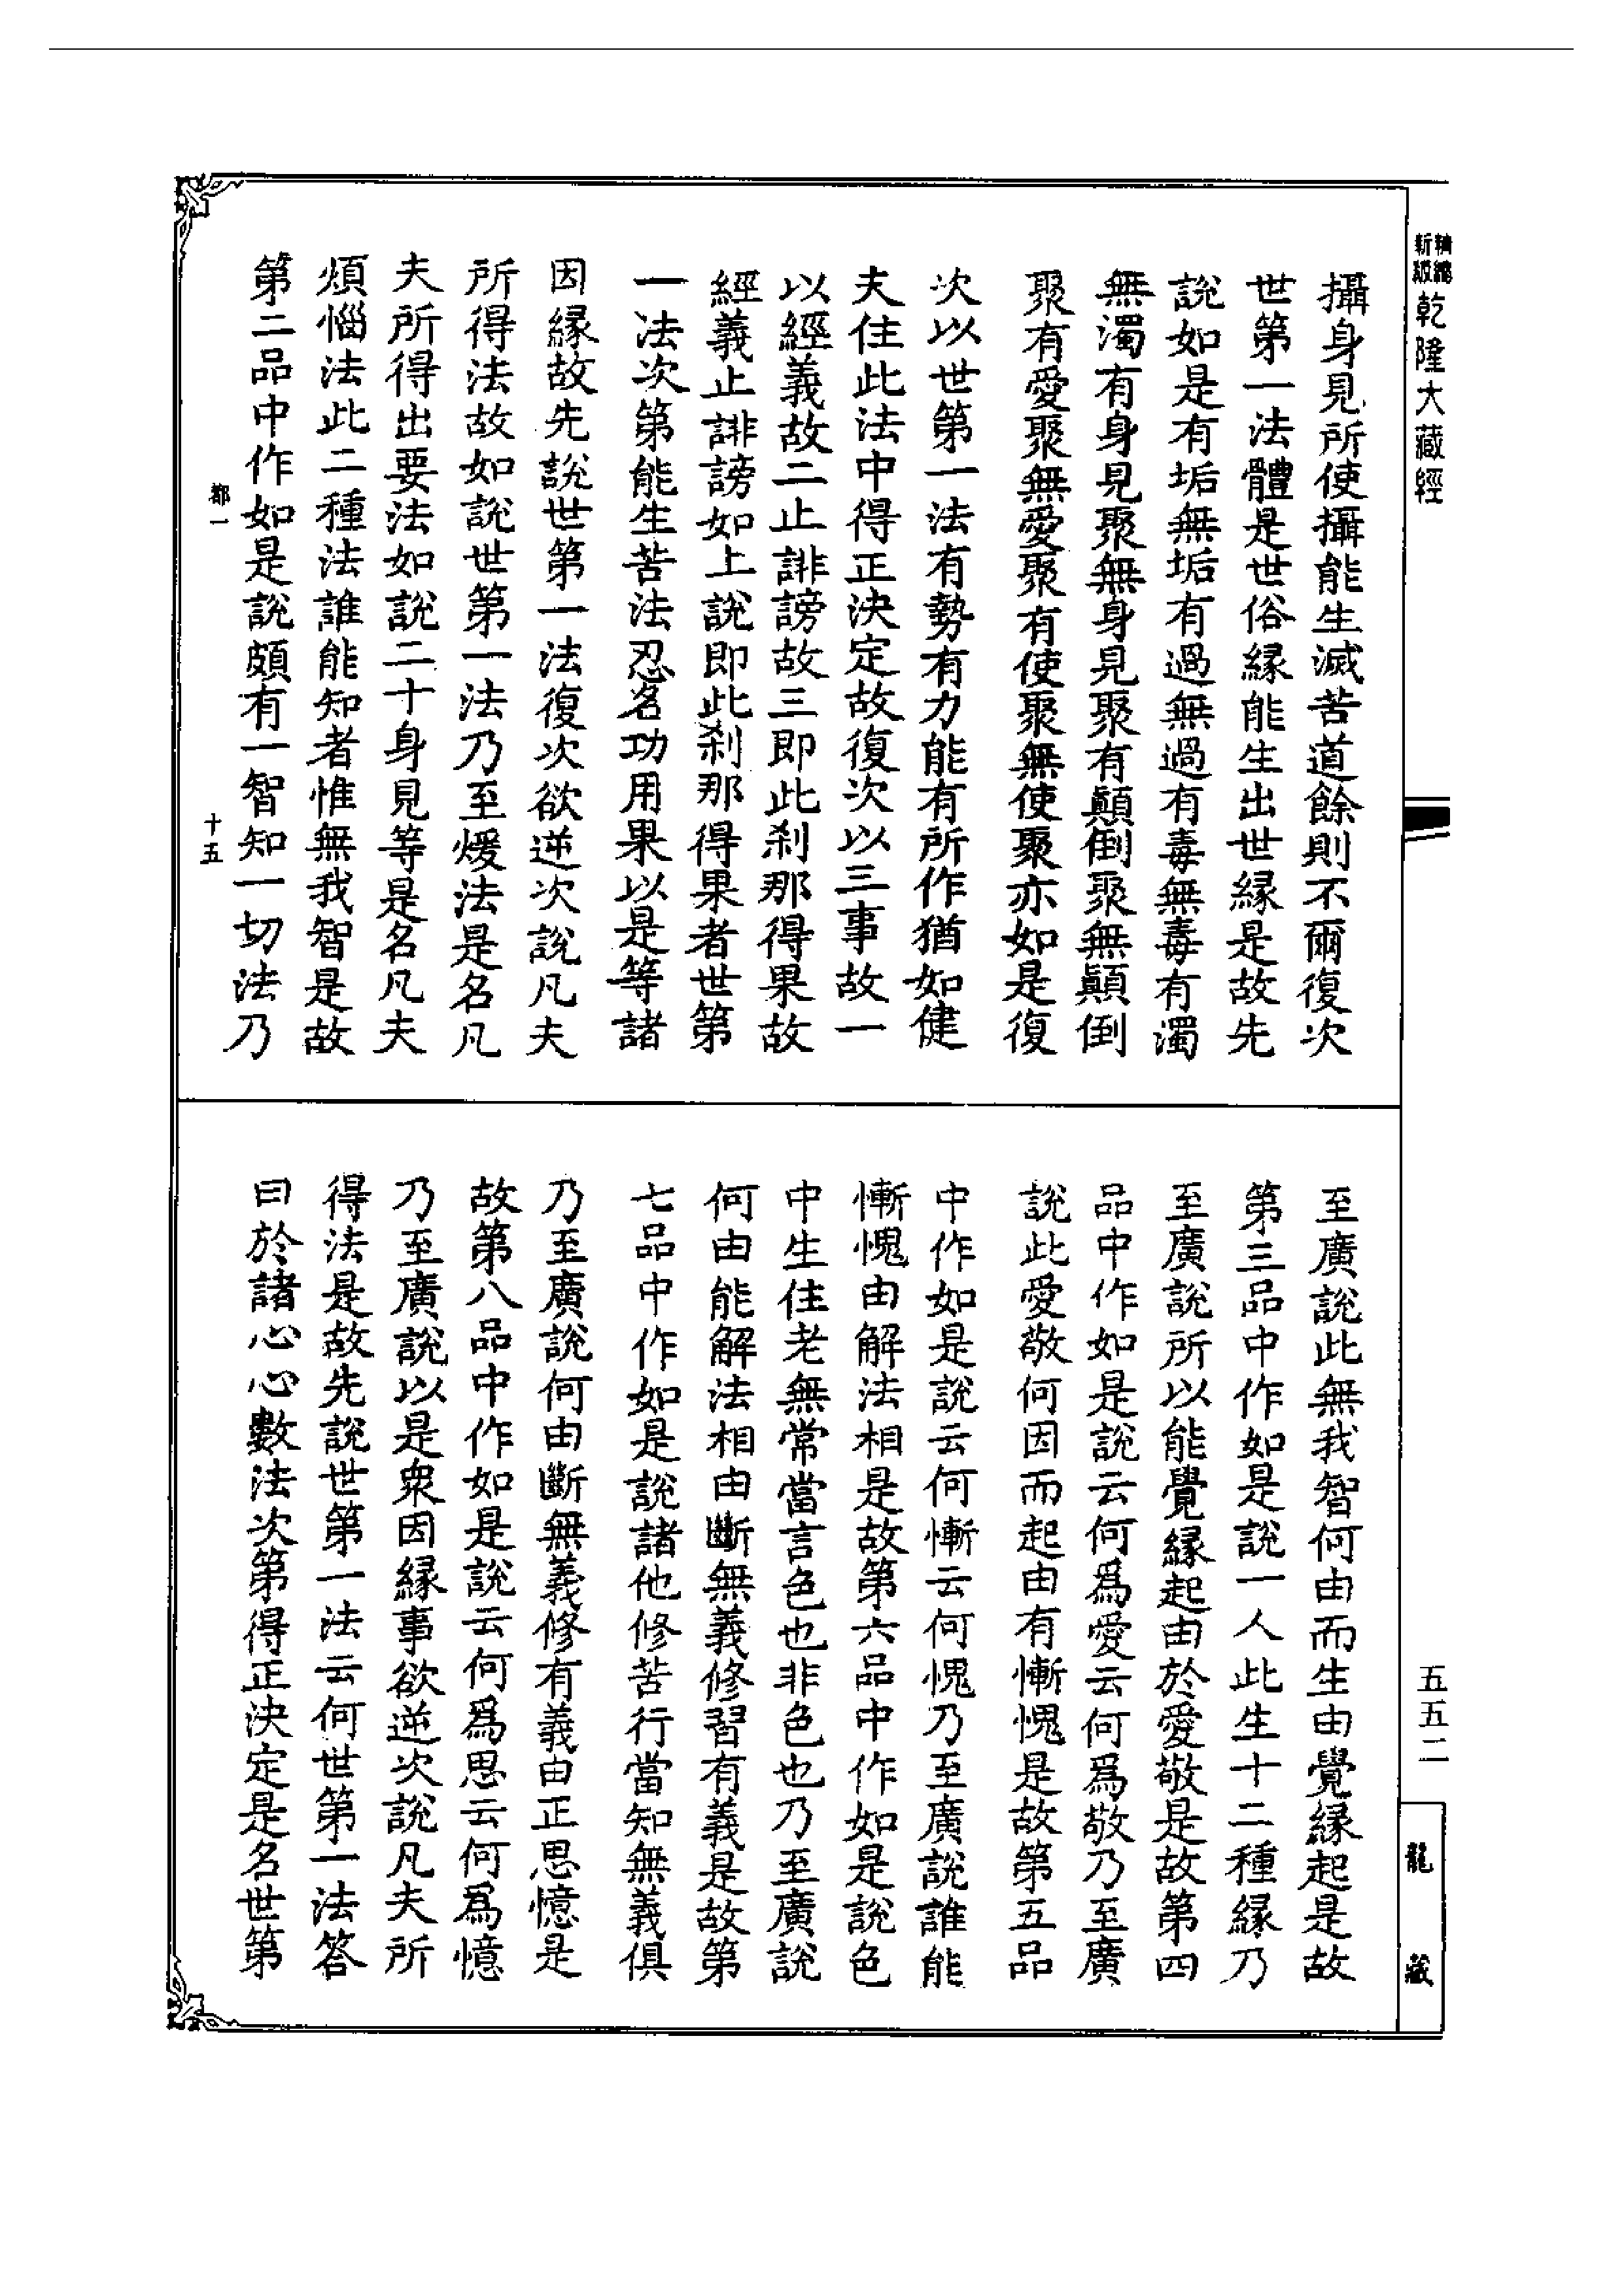 新編縮級
乾隆大藏經
攝身見所使攝能生滅苦道餘則不爾復次
世第一法體是世俗緣能生出世緣是故先
說如是有垢無垢有過無過有毒無毒有濁
無濁有身見聚無身見聚有顛倒聚無顛倒
聚有愛聚無愛聚有使聚無使聚亦如是復
次以世第一法有勢有力能有所作猶如健
夫住此法中得正決定故復次以三事故一
以經義故二止誹謗故三即此刹那得果故
經義止誹謗如上說即此刹那得果者世第
一法次第能生苦法忍名功用果以是等諸
因緣故先說世第一法復次欲逆次說凡夫
所得法故如說世第一法乃至煖法是名凡
夫所得出要法如說二十身見等是名凡夫
煩惱法此二種法誰能知者惟無我智是故
第二品中作如是說頗有一智知一切法乃
都一
十五
至廣說此無我智何由而生由覺緣起是故
第三品中作如是說一人此生十二種緣乃
至廣說所以能覺緣起由於愛敬是故第四
品中作如是說云何爲愛云何爲敬乃至廣
說此愛敬何因而起由有慚愧是故第五品
中作如是說云何慚云何愧乃至廣說誰能
慚愧由解法相是故第六品中作如是說色
中生住老無常當言色也非色也乃至廣說
何由能解法相由斷無義修習有義是故第
七品中作如是說諸他修苦行當知無義俱
乃至廣說何由斷無義修有義由正思憶是
故第八品中作如是說云何爲思云何爲憶
乃至廣說以是衆因緣事欲逆次說凡夫所
得法是故先說世第一法云何世第一法答
曰於諸心心數法次第得正決定是名世第
五五二
龍藏